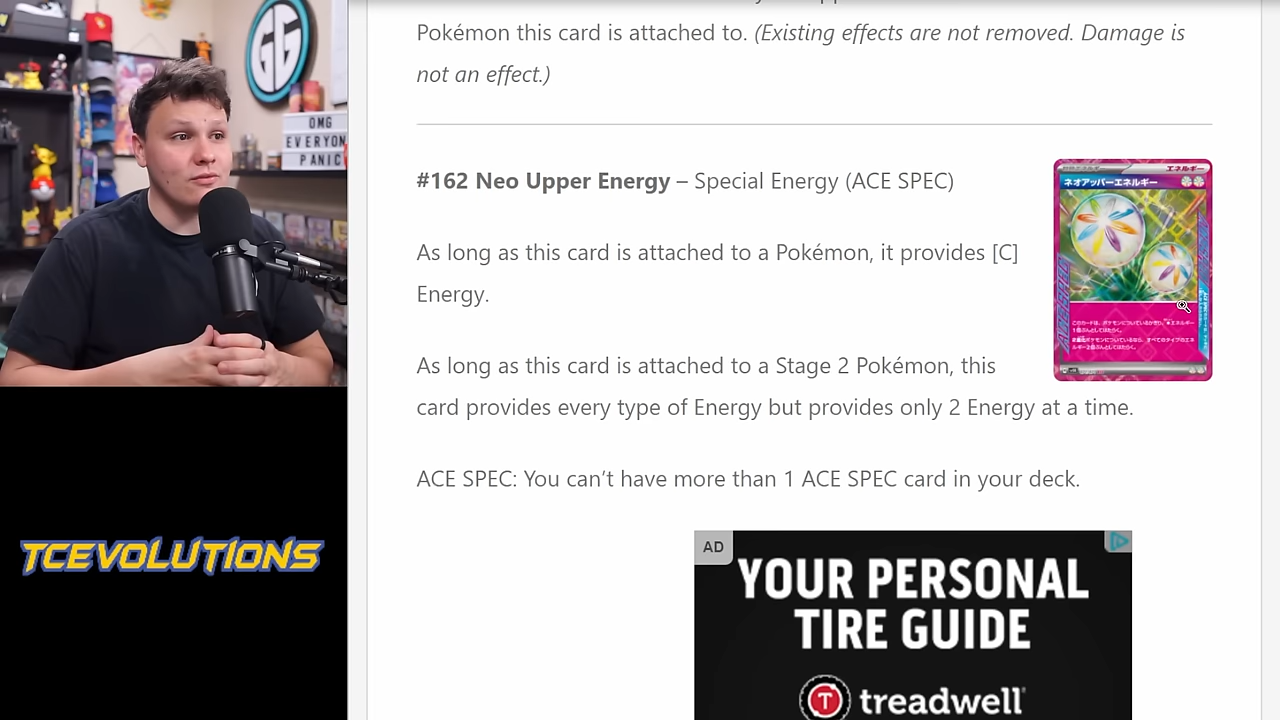 Pokémon this card is attached to. (Existing effects are not removed. Damage is
not an effect.)
GG
OMG
EVERYON
PANIC
#162 Neo Upper Energy – Special Energy (ACE SPEC)
エネルギー
ネオアッパーエネルギー
As long as this card is attached to a Pokémon, it provides [C]
Energy.
As long as this card is attached to a Stage 2 Pokémon, this
card provides every type of Energy but provides only 2 Energy at a time.
ACE SPEC: You can’t have more than 1 ACE SPEC card in your deck.
TCEVOLUTIONS
AD
YOUR PERSONAL
TIRE GUIDE
T treadwell